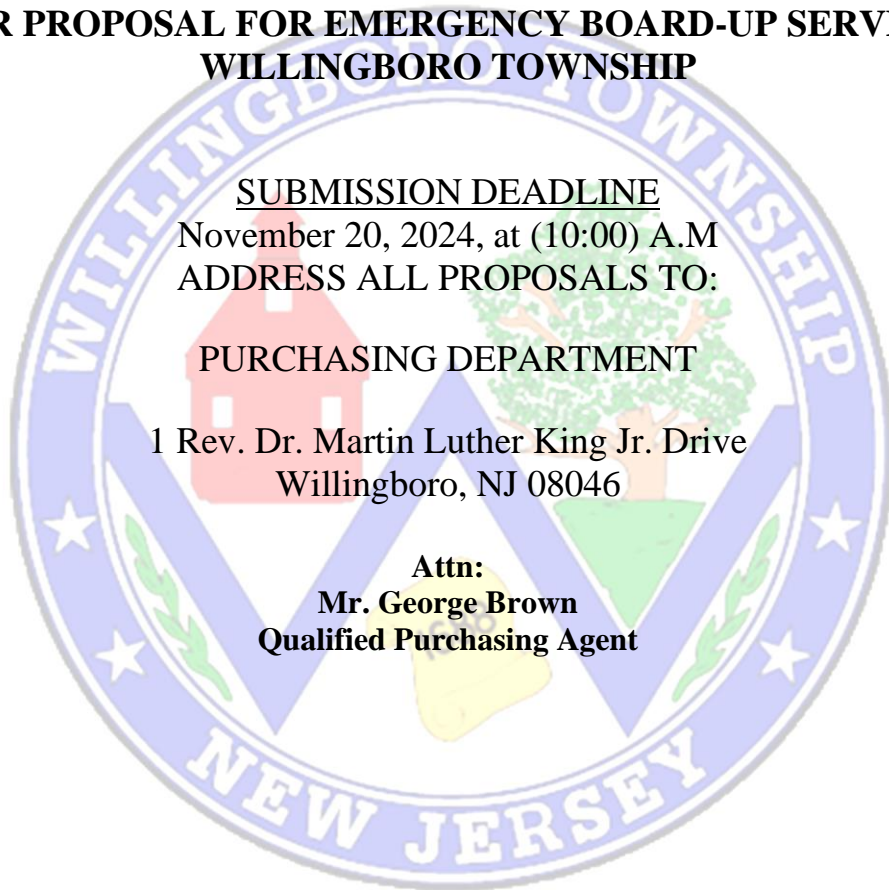 R PROPOSAL FOR EMERGENCY BOARD-UP SERV
WILLINGBORO TOWNSHIP
WILLINGBORO TOWNSHIP
SUBMISSION DEADLINE
November 20, 2024, at (10:00) A.M
ADDRESS ALL PROPOSALS TO:
PURCHASING DEPARTMENT
1 Rev. Dr. Martin Luther King Jr. Drive
Willingboro, NJ 08046
Attn:
Mr. George Brown
Qualified Purchasing Agent
1688
NEW JERSEY